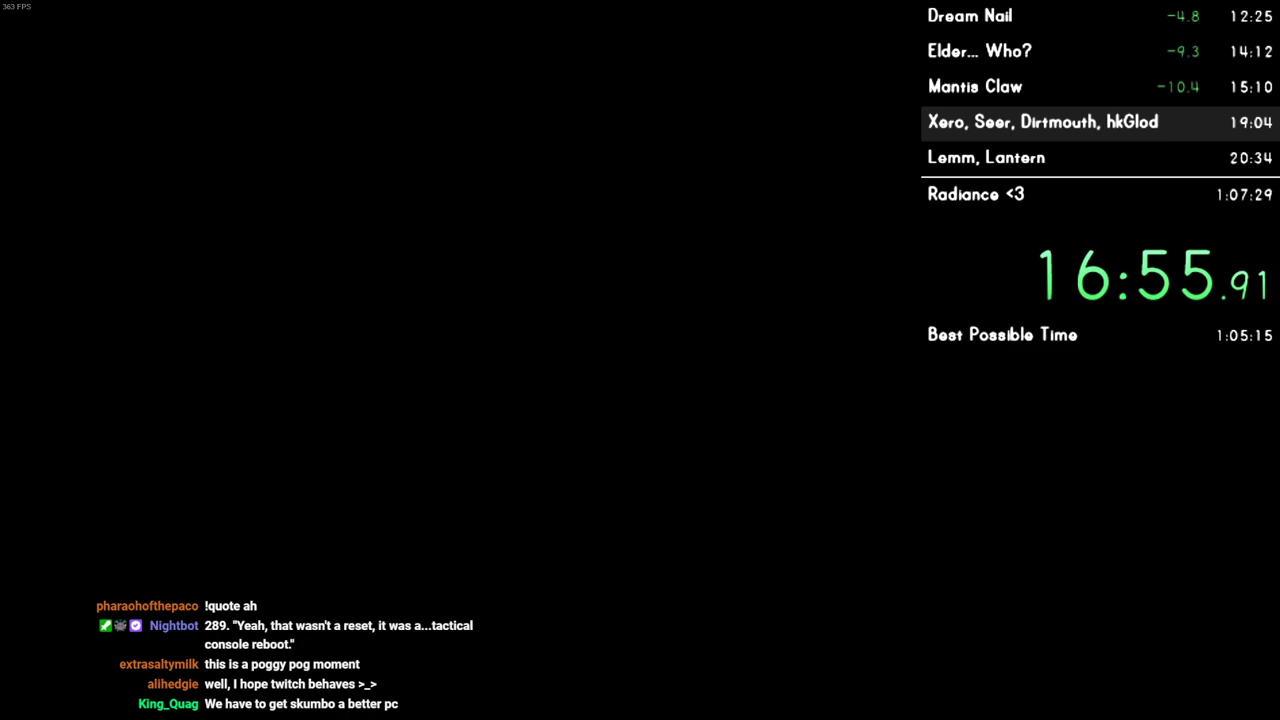 363 FPS
Dream Nail -4.8 12:25
Elder... Who? -9.3 14:12
Mantis Claw -10.4 15:10
Xero, Seer, Dirtmouth, hkGlod 19:04
Lemm, Lantern 20:34
Radiance <3 1:07:29
16:55.91
Best Possible Time 1:05:15
pharaohofthepaco !quote ah
Nightbot 289. "Yeah, that wasn't a reset, it was a...tactical
console reboot."
extrasaltymilk this is a poggy pog moment
alihedgie well, I hope twitch behaves >_>
King_Quag We have to get skumbo a better pc